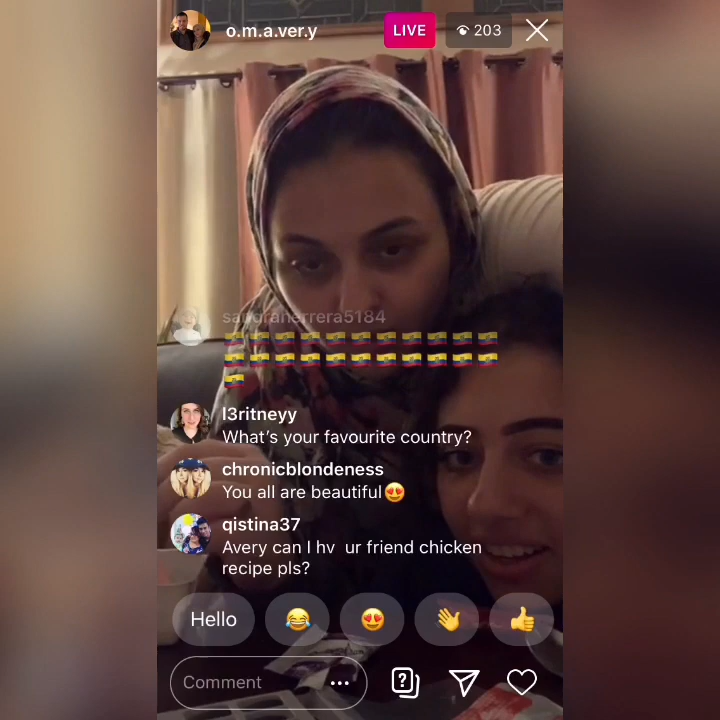 o.m.a.ver.y
LIVE
203
sandraherrera5184
l3ritneyy
What's your favourite country?
chronicblondeness
You all are beautiful😍
qistina37
Avery can I hv ur friend chicken
recipe pls?
Hello
Comment